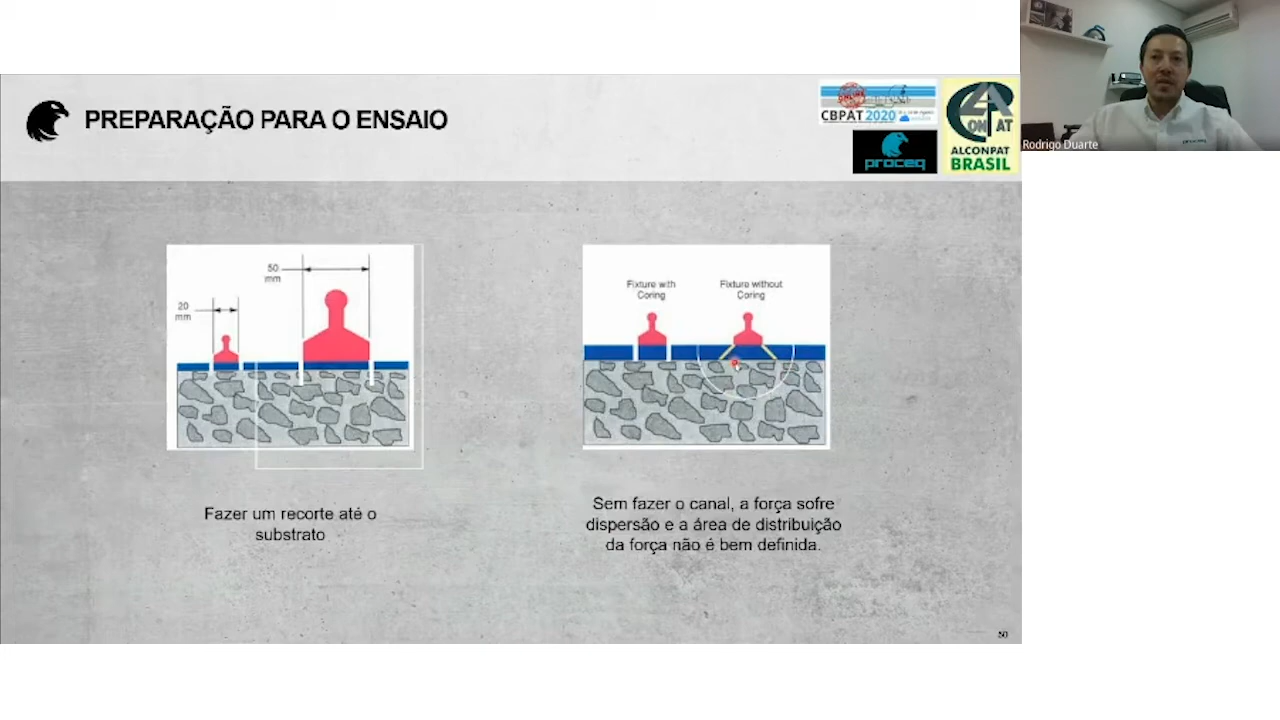 PREPARAÇÃO PARA O ENSAIO
ONLINE
CBPAT 2020
proceq
ALCONPAT
BRASIL
Rodrigo Duarte
50
mm
20
mm
Fixture with
Coring
Fixture without
Coring
Fazer um recorte até o
substrato
Sem fazer o canal, a força sofre
dispersão e a área de distribuição
da força não é bem definida.
50